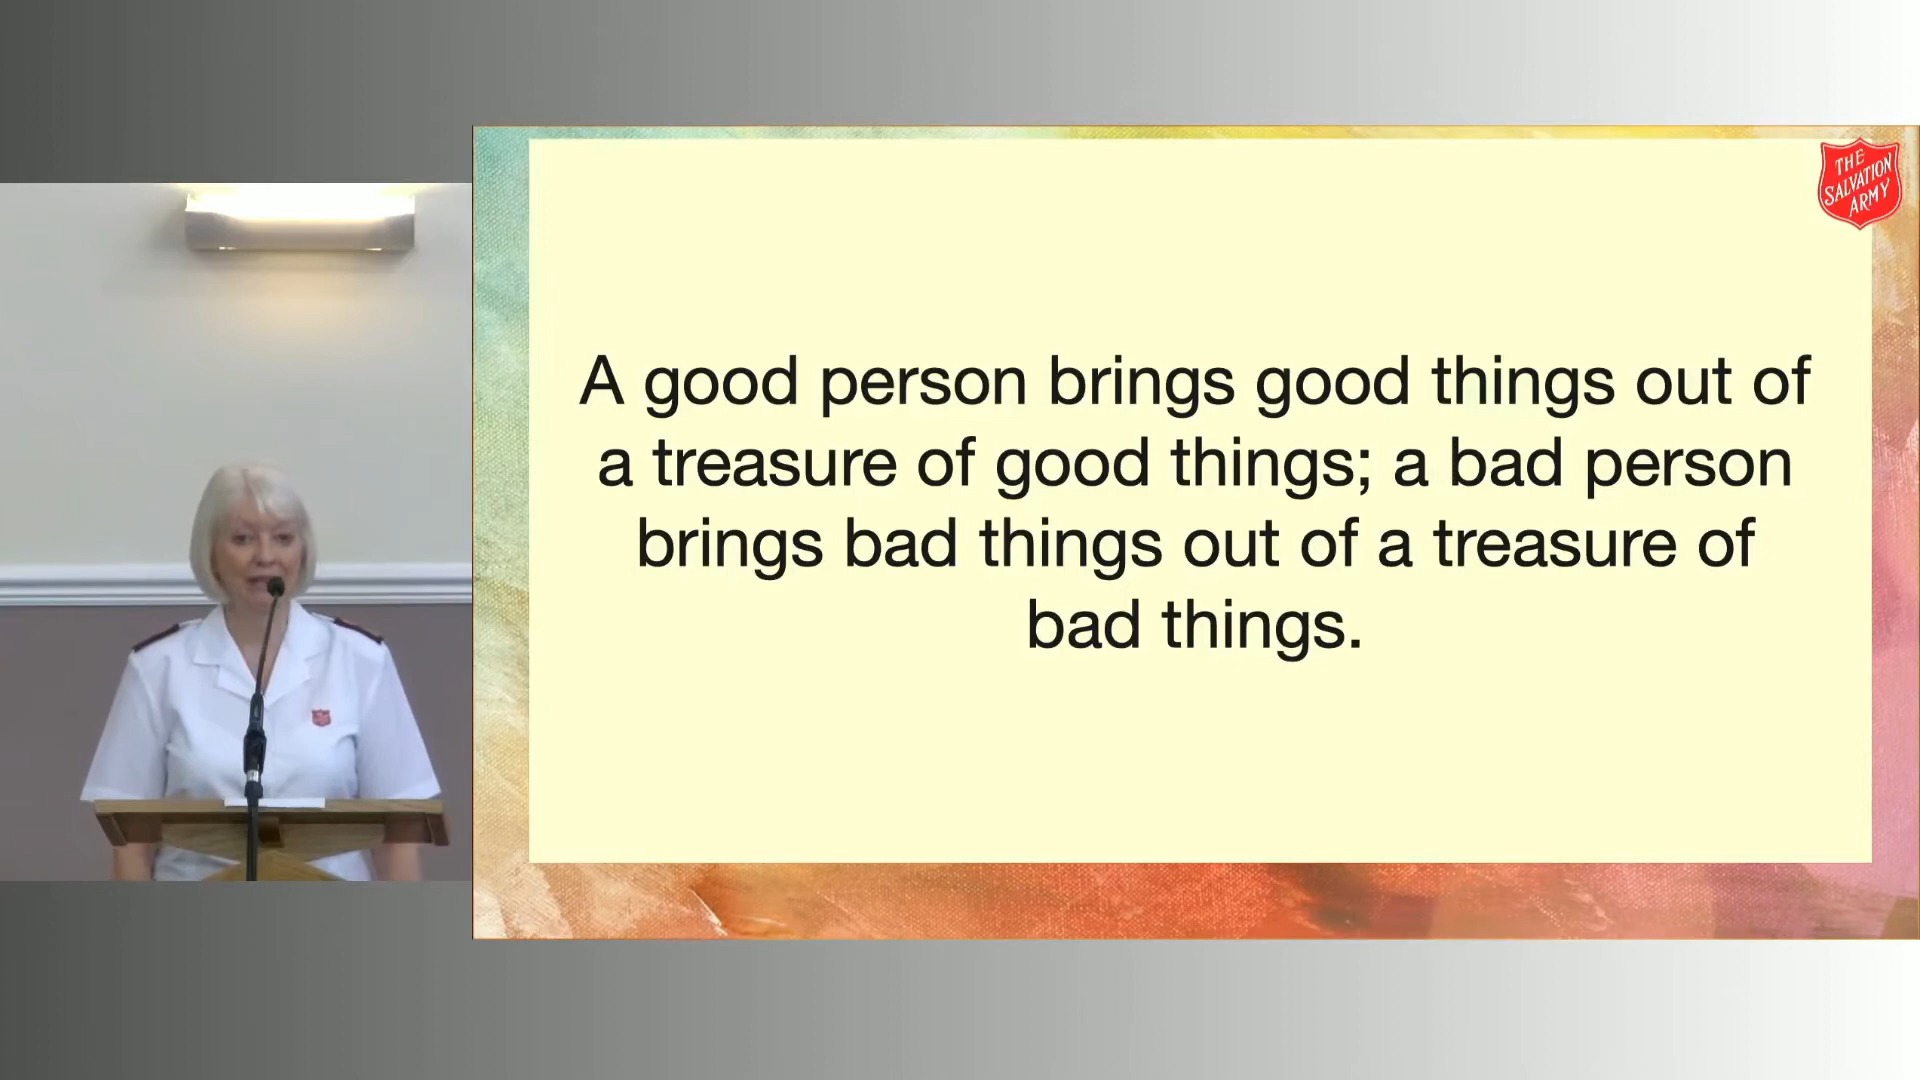 THE
SALVATION
ARMY
A good person brings good things out of
a treasure of good things; a bad person
brings bad things out of a treasure of
bad things.